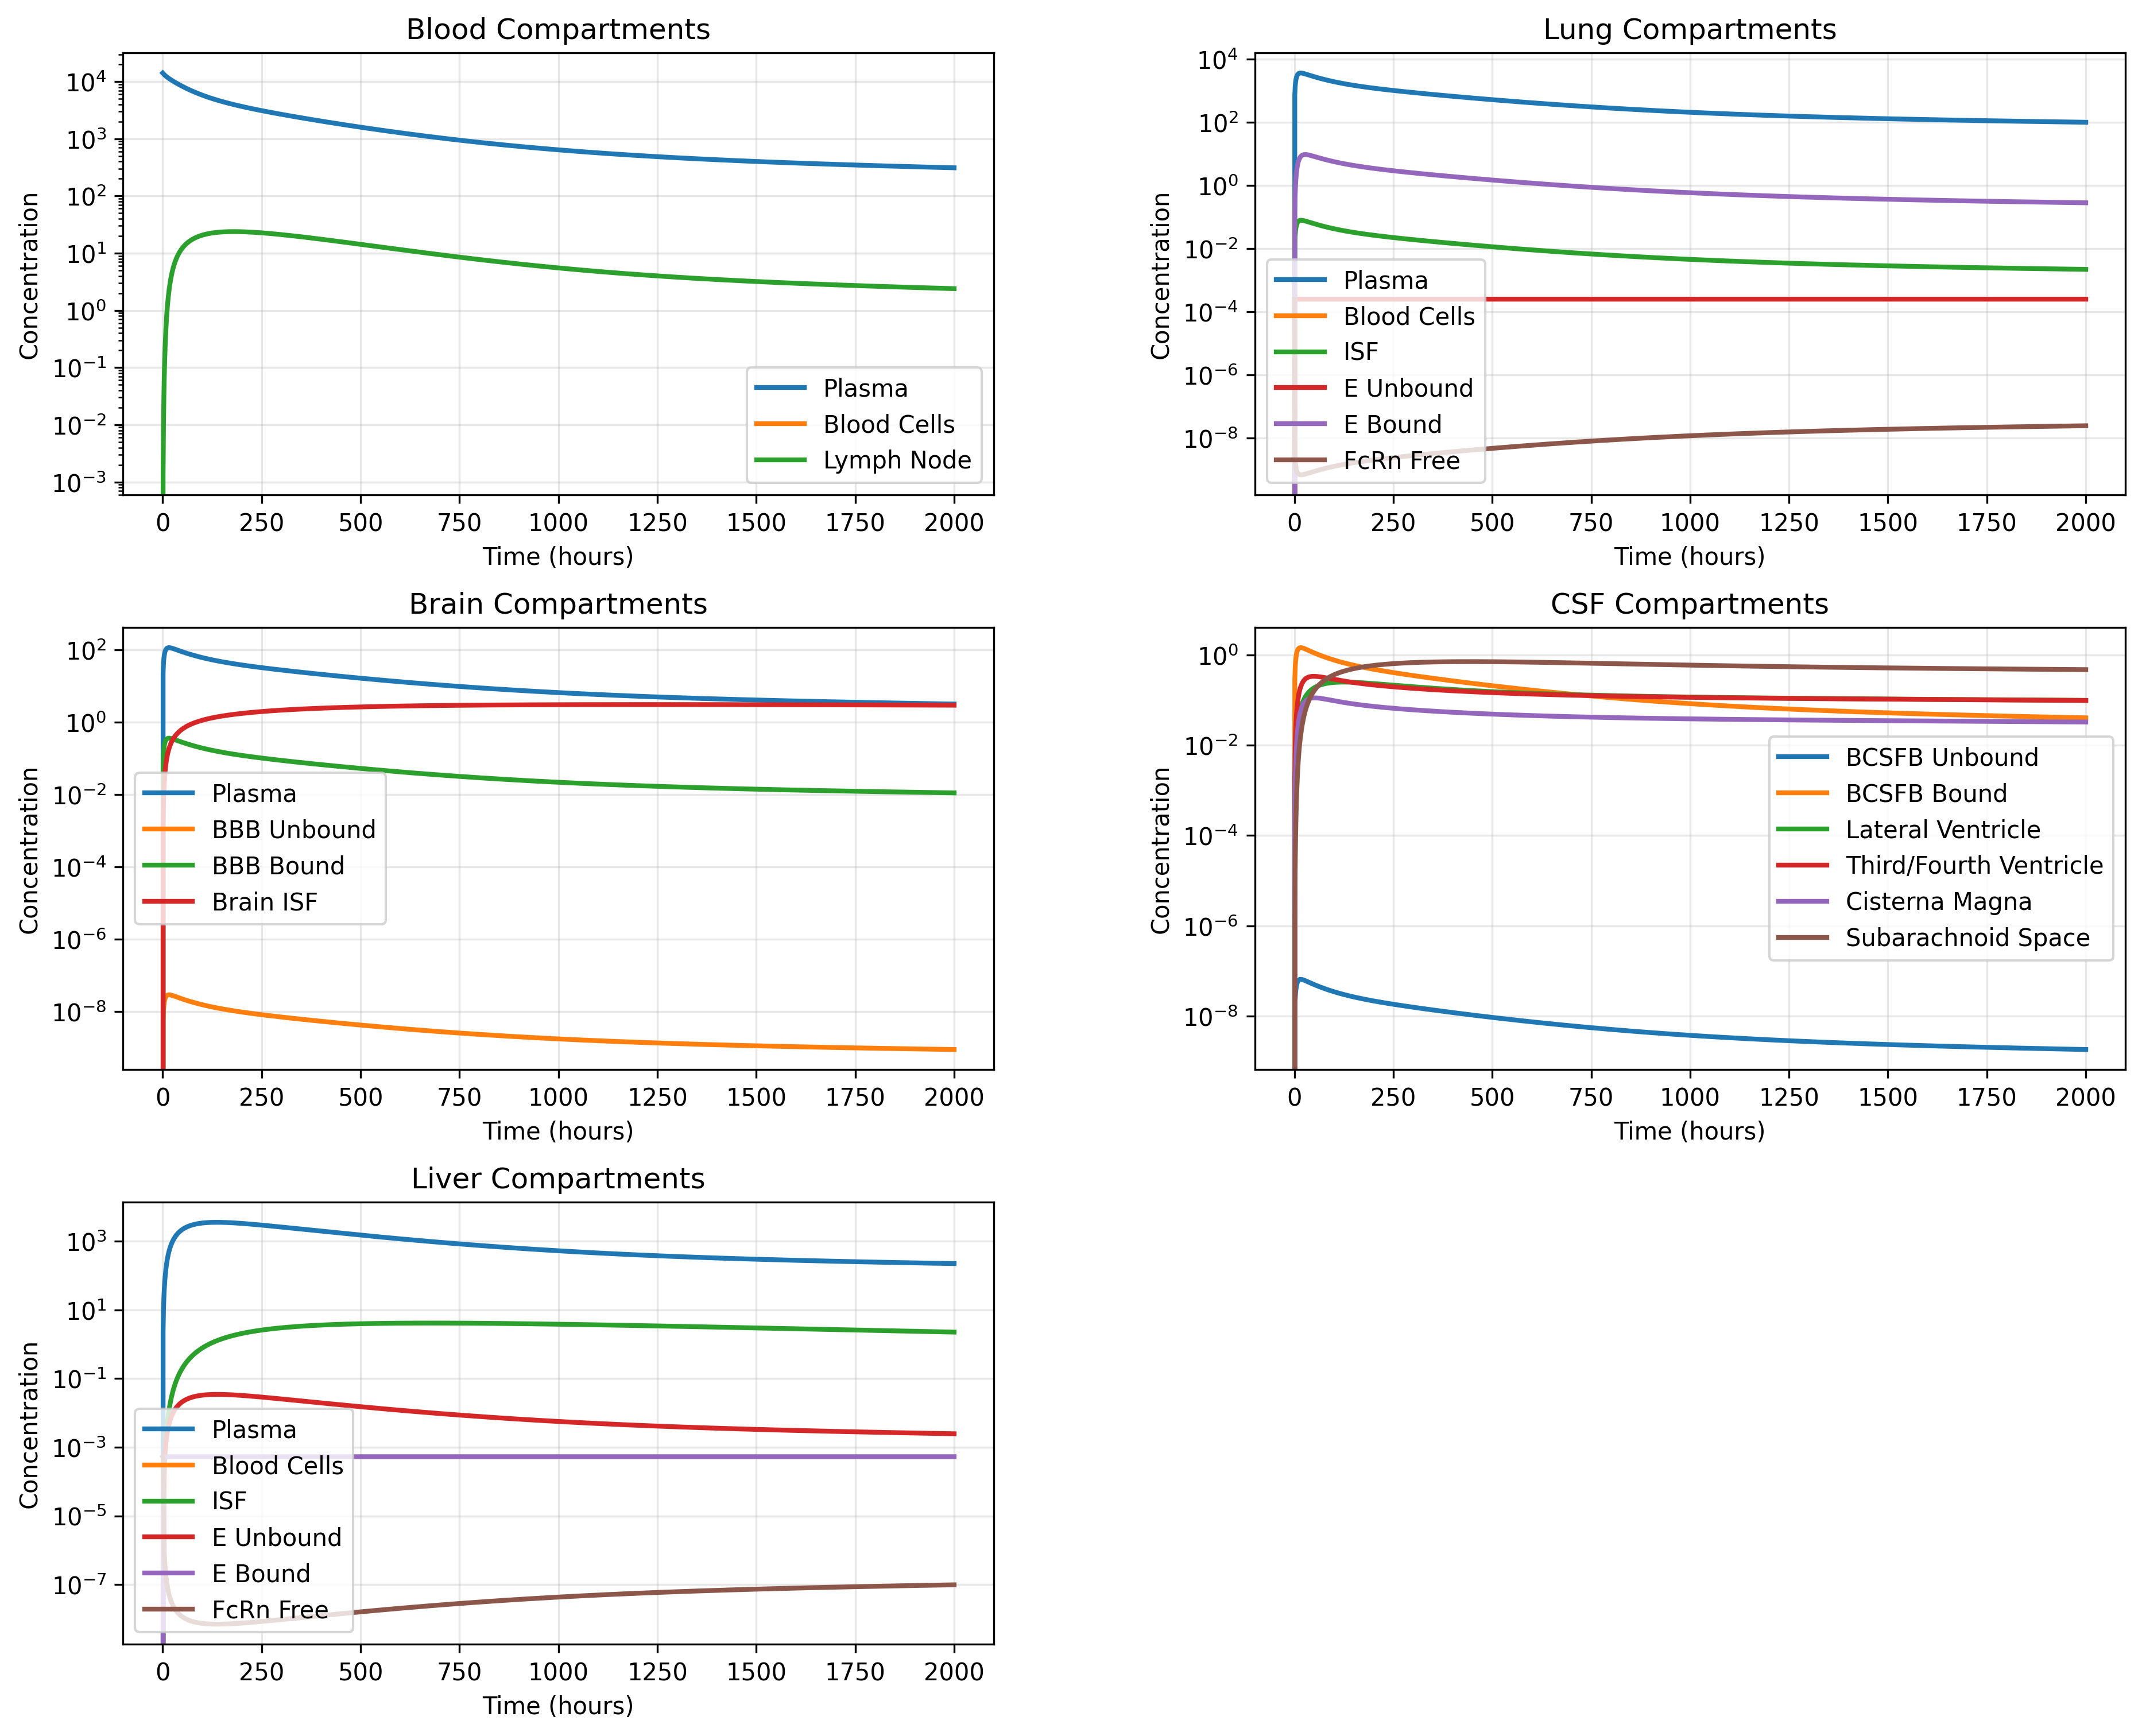 Blood Compartments
Concentration
10^4
10^3
10^2
10^1
10^0
10^−1
10^−2
10^−3
Plasma
Blood Cells
Lymph Node
0 250 500 750 1000 1250 1500 1750 2000
Time (hours)
Lung Compartments
Concentration
10^4
10^2
10^0
10^−2
10^−4
10^−6
10^−8
Plasma
Blood Cells
ISF
E Unbound
E Bound
FcRn Free
0 250 500 750 1000 1250 1500 1750 2000
Time (hours)
Brain Compartments
Concentration
10^2
10^0
10^−2
10^−4
10^−6
10^−8
Plasma
BBB Unbound
BBB Bound
Brain ISF
0 250 500 750 1000 1250 1500 1750 2000
Time (hours)
CSF Compartments
Concentration
10^0
10^−2
10^−4
10^−6
10^−8
BCSFB Unbound
BCSFB Bound
Lateral Ventricle
Third/Fourth Ventricle
Cisterna Magna
Subarachnoid Space
0 250 500 750 1000 1250 1500 1750 2000
Time (hours)
Liver Compartments
Concentration
10^3
10^1
10^−1
10^−3
10^−5
10^−7
Plasma
Blood Cells
ISF
E Unbound
E Bound
FcRn Free
0 250 500 750 1000 1250 1500 1750 2000
Time (hours)